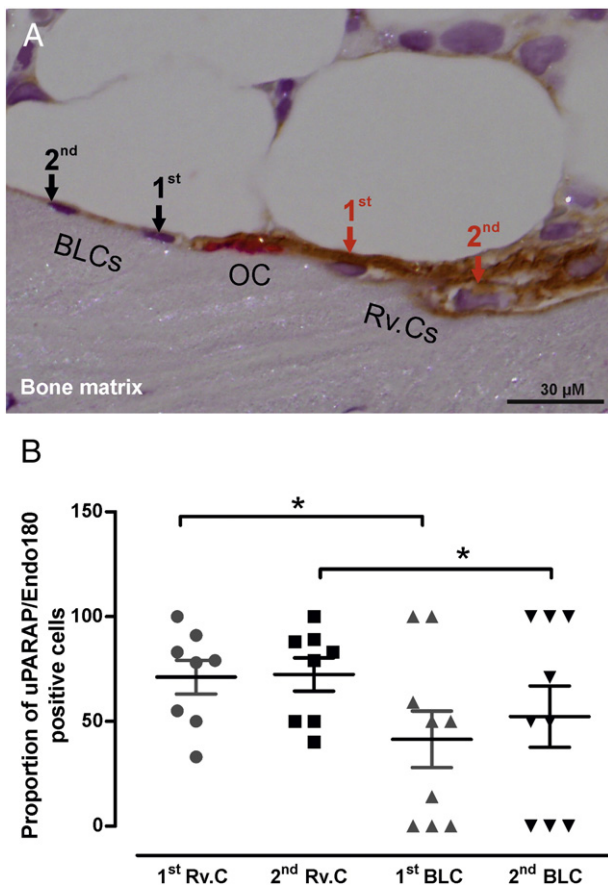 A
2nd
1st
1st
2nd
BLCs
OC
Rv.Cs
Bone matrix
30 µM
B
*
*
Proportion of uPARAP/Endo180
positive cells
150
100
50
0
1st Rv.C 2nd Rv.C 1st BLC 2nd BLC